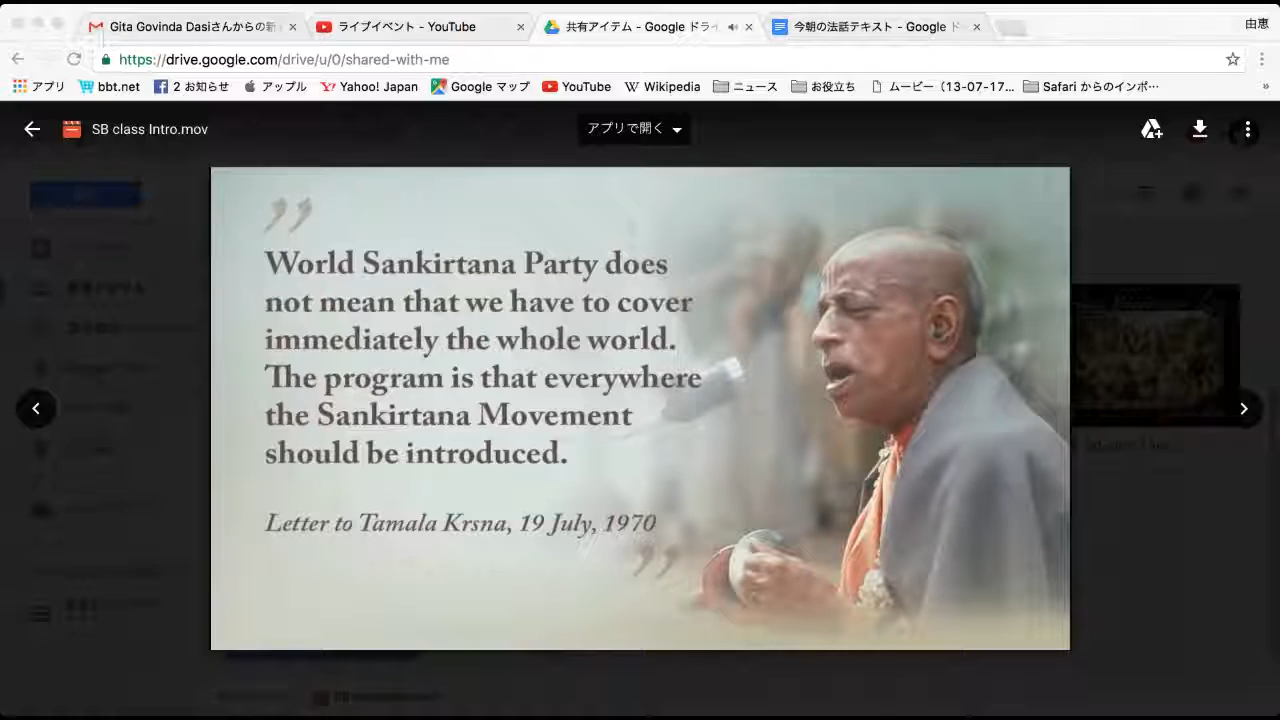 Gita Govinda Dasiさんからの新
ライブイベント - YouTube
共有アイテム - Google ドライ
今朝の法話テキスト - Google ド
由恵
https://drive.google.com/drive/u/0/shared-with-me
アプリ bbt.net 2 お知らせ アップル Yahoo! Japan Google マップ YouTube Wikipedia ニュース お役立ち ムービー（13-07-17... Safari からのインポ… »
SB class Intro.mov
アプリで開く
”
World Sankirtana Party does
not mean that we have to cover
immediately the whole world.
The program is that everywhere
the Sankirtana Movement
should be introduced.
Letter to Tamala Krsna, 19 July, 1970
”